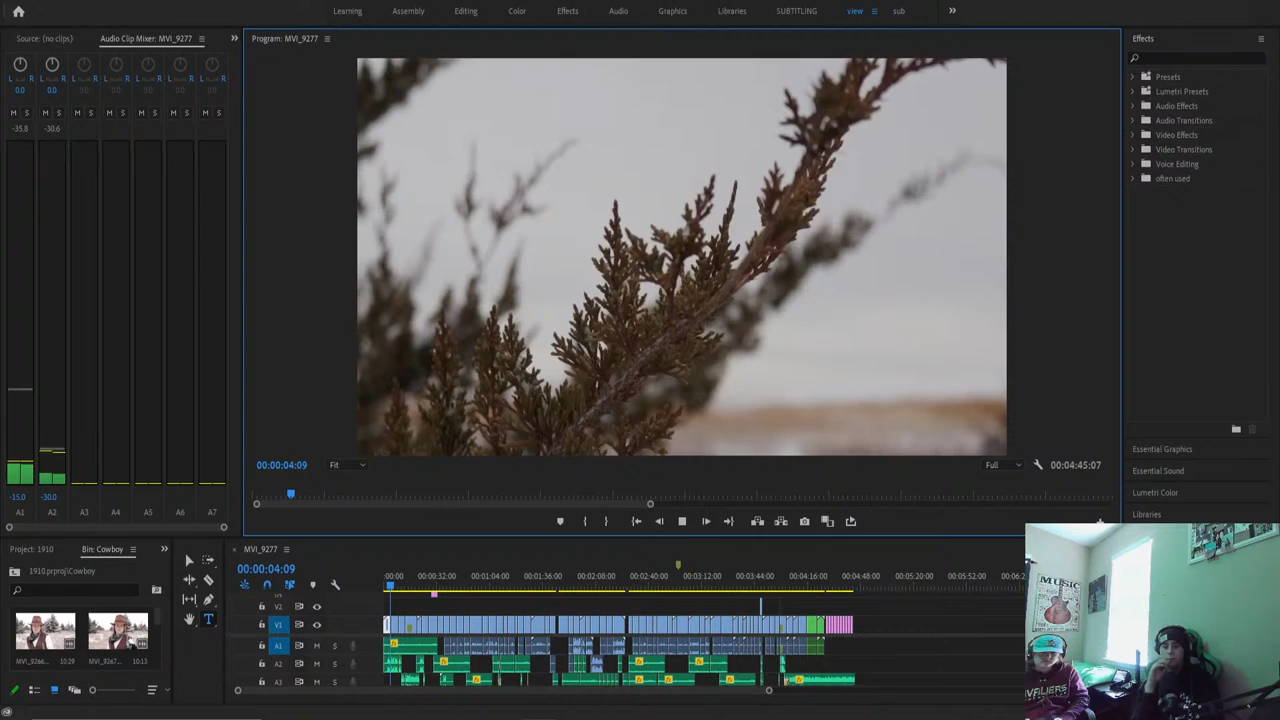 Learning Assembly Editing Color Effects Audio Graphics Libraries SUBTITLING view sub
Source: (no clips) Audio Clip Mixer: MVI_9277
Program: MVI_9277
Effects
L R L R L R L R L R L R L R
0.0 0.0 0.0 0.0 0.0 0.0 0.0
M S M S M S M S M S M S M S
-35.8 -30.6
-15.0 -30.0
A1 A2 A3 A4 A5 A6 A7
Presets
Lumetri Presets
Audio Effects
Audio Transitions
Video Effects
Video Transitions
Voice Editing
often used
Essential Graphics
Essential Sound
Lumetri Color
Libraries
00:00:04:09 Fit Full 00:04:45:07
Project: 1910 Bin: Cowboy
1910.prproj\Cowboy
MVI_9266... 10:29 MVI_9267... 10:13
MVI_9277
00:00:04:09
:00:00 00:00:32:00 00:01:04:00 00:01:36:00 00:02:08:00 00:02:40:00 00:03:12:00 00:03:44:00 00:04:16:00 00:04:48:00 00:05:20:00 00:05:52:00
V2
V1
A1 M S
A2 M S
A3 M S
MUSIC